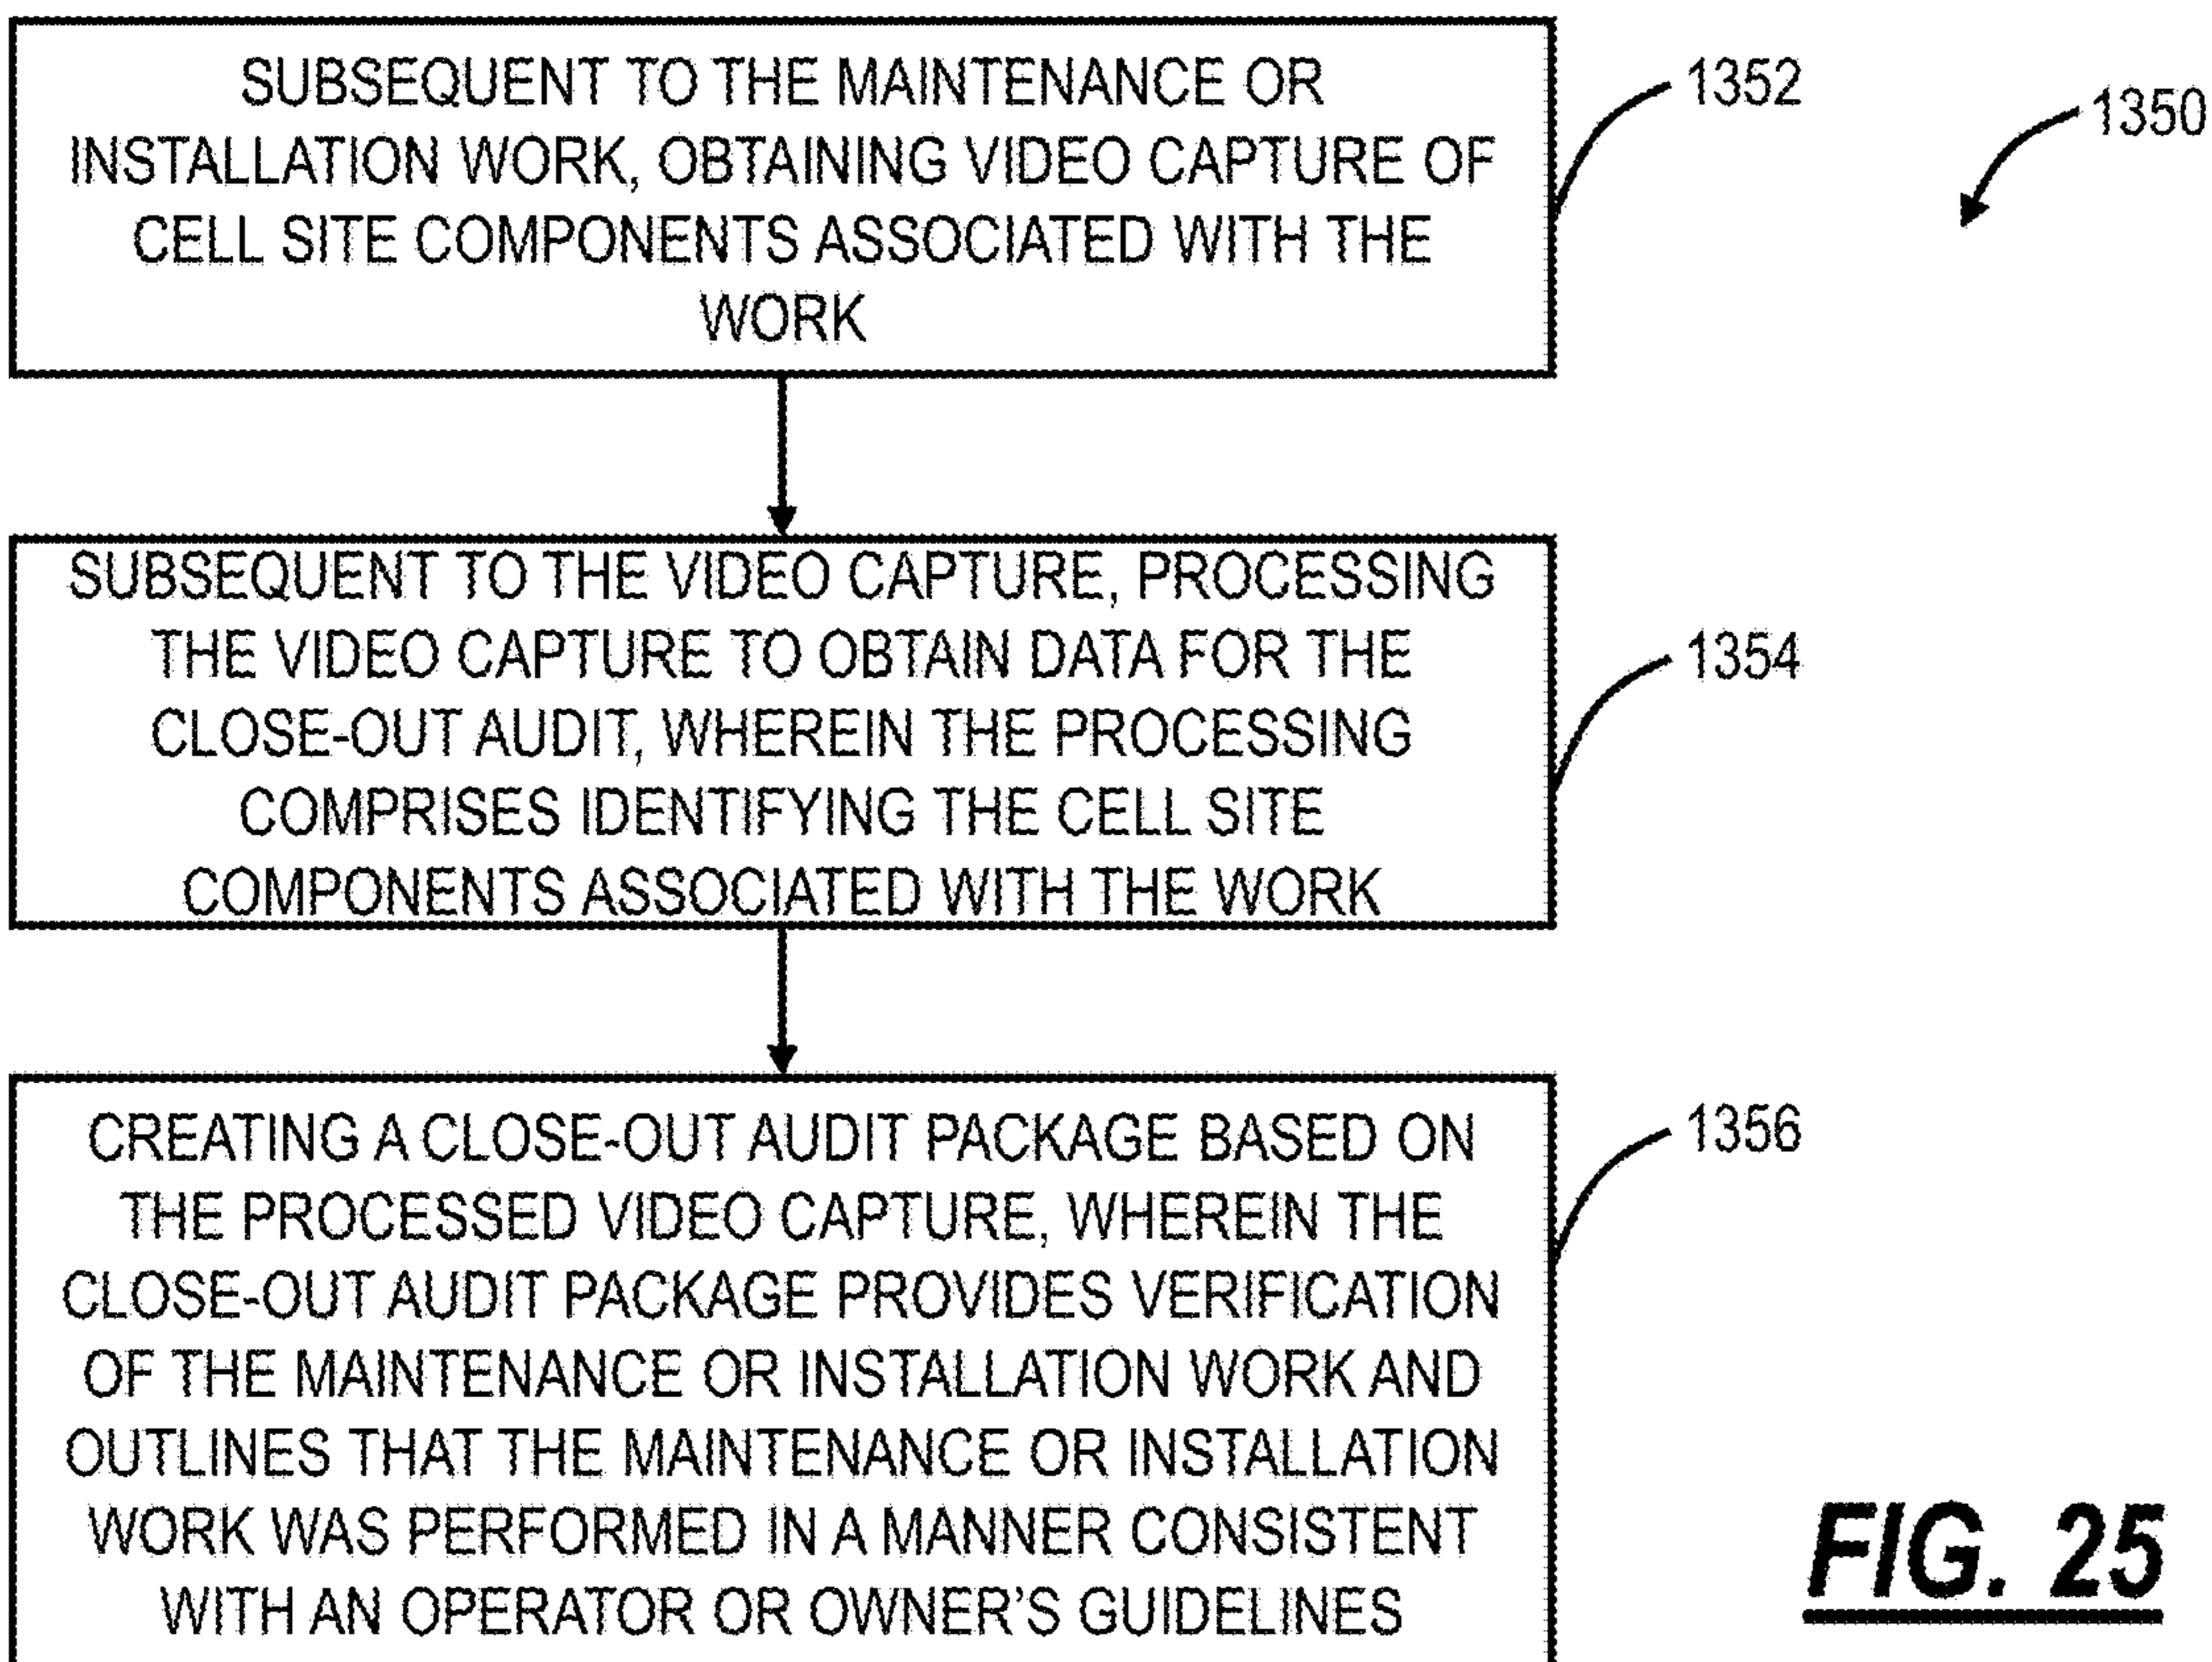 SUBSEQUENT TO THE MAINTENANCE OR
INSTALLATION WORK, OBTAINING VIDEO CAPTURE OF
CELL SITE COMPONENTS ASSOCIATED WITH THE
WORK
1352
1350
SUBSEQUENT TO THE VIDEO CAPTURE, PROCESSING
THE VIDEO CAPTURE TO OBTAIN DATA FOR THE
CLOSE-OUT AUDIT, WHEREIN THE PROCESSING
COMPRISES IDENTIFYING THE CELL SITE
COMPONENTS ASSOCIATED WITH THE WORK
1354
CREATING A CLOSE-OUT AUDIT PACKAGE BASED ON
THE PROCESSED VIDEO CAPTURE, WHEREIN THE
CLOSE-OUT AUDIT PACKAGE PROVIDES VERIFICATION
OF THE MAINTENANCE OR INSTALLATION WORK AND
OUTLINES THAT THE MAINTENANCE OR INSTALLATION
WORK WAS PERFORMED IN A MANNER CONSISTENT
WITH AN OPERATOR OR OWNER'S GUIDELINES
1356
FIG. 25